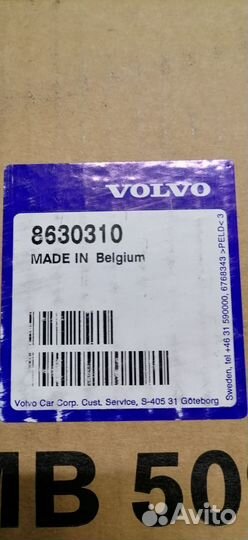 VOLVO
8630310
MADE IN Belgium
Volvo Car Corp. Cust. Service, S-405 31 Göteborg
Sweden, tel +46 31 590000, 6768343 >PELD< 3
MB 509
Avito